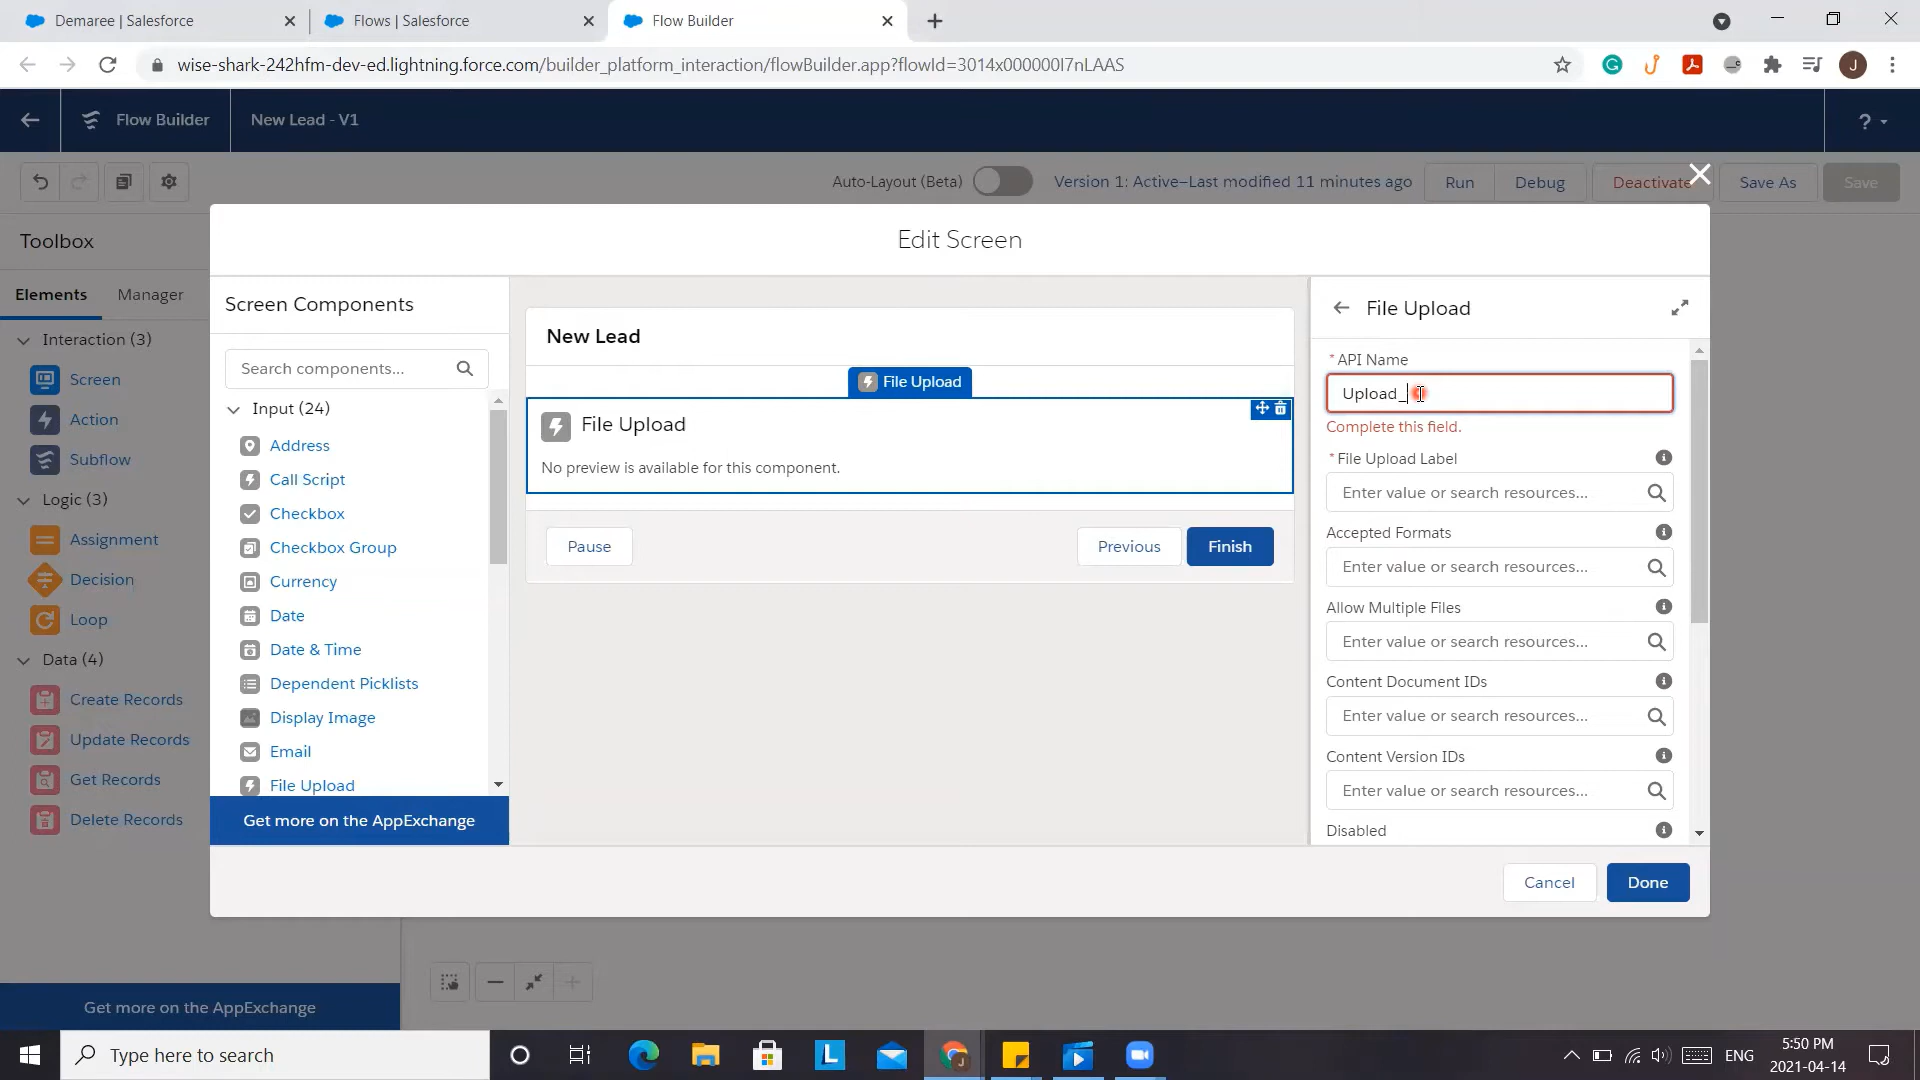 Demaree | Salesforce
Flows | Salesforce
Flow Builder
wise-shark-242hfm-dev-ed.lightning.force.com/builder_platform_interaction/flowBuilder.app?flowId=3014x000000I7nLAAS
J
Flow Builder
New Lead - V1
?
Auto-Layout (Beta)
Version 1: Active—Last modified 11 minutes ago
Run
Debug
Deactivate
Save As
Save
Toolbox
Elements
Manager
Interaction (3)
Screen
Action
Subflow
Logic (3)
Assignment
Decision
Loop
Data (4)
Create Records
Update Records
Get Records
Delete Records
Get more on the AppExchange
Edit Screen
Screen Components
Search components...
Input (24)
Address
Call Script
Checkbox
Checkbox Group
Currency
Date
Date & Time
Dependent Picklists
Display Image
Email
File Upload
Get more on the AppExchange
New Lead
File Upload
File Upload
No preview is available for this component.
Pause
Previous
Finish
File Upload
* API Name
Upload_
Complete this field.
* File Upload Label
Enter value or search resources...
Accepted Formats
Enter value or search resources...
Allow Multiple Files
Enter value or search resources...
Content Document IDs
Enter value or search resources...
Content Version IDs
Enter value or search resources...
Disabled
Cancel
Done
Type here to search
L
J
ENG
5:50 PM
2021-04-14